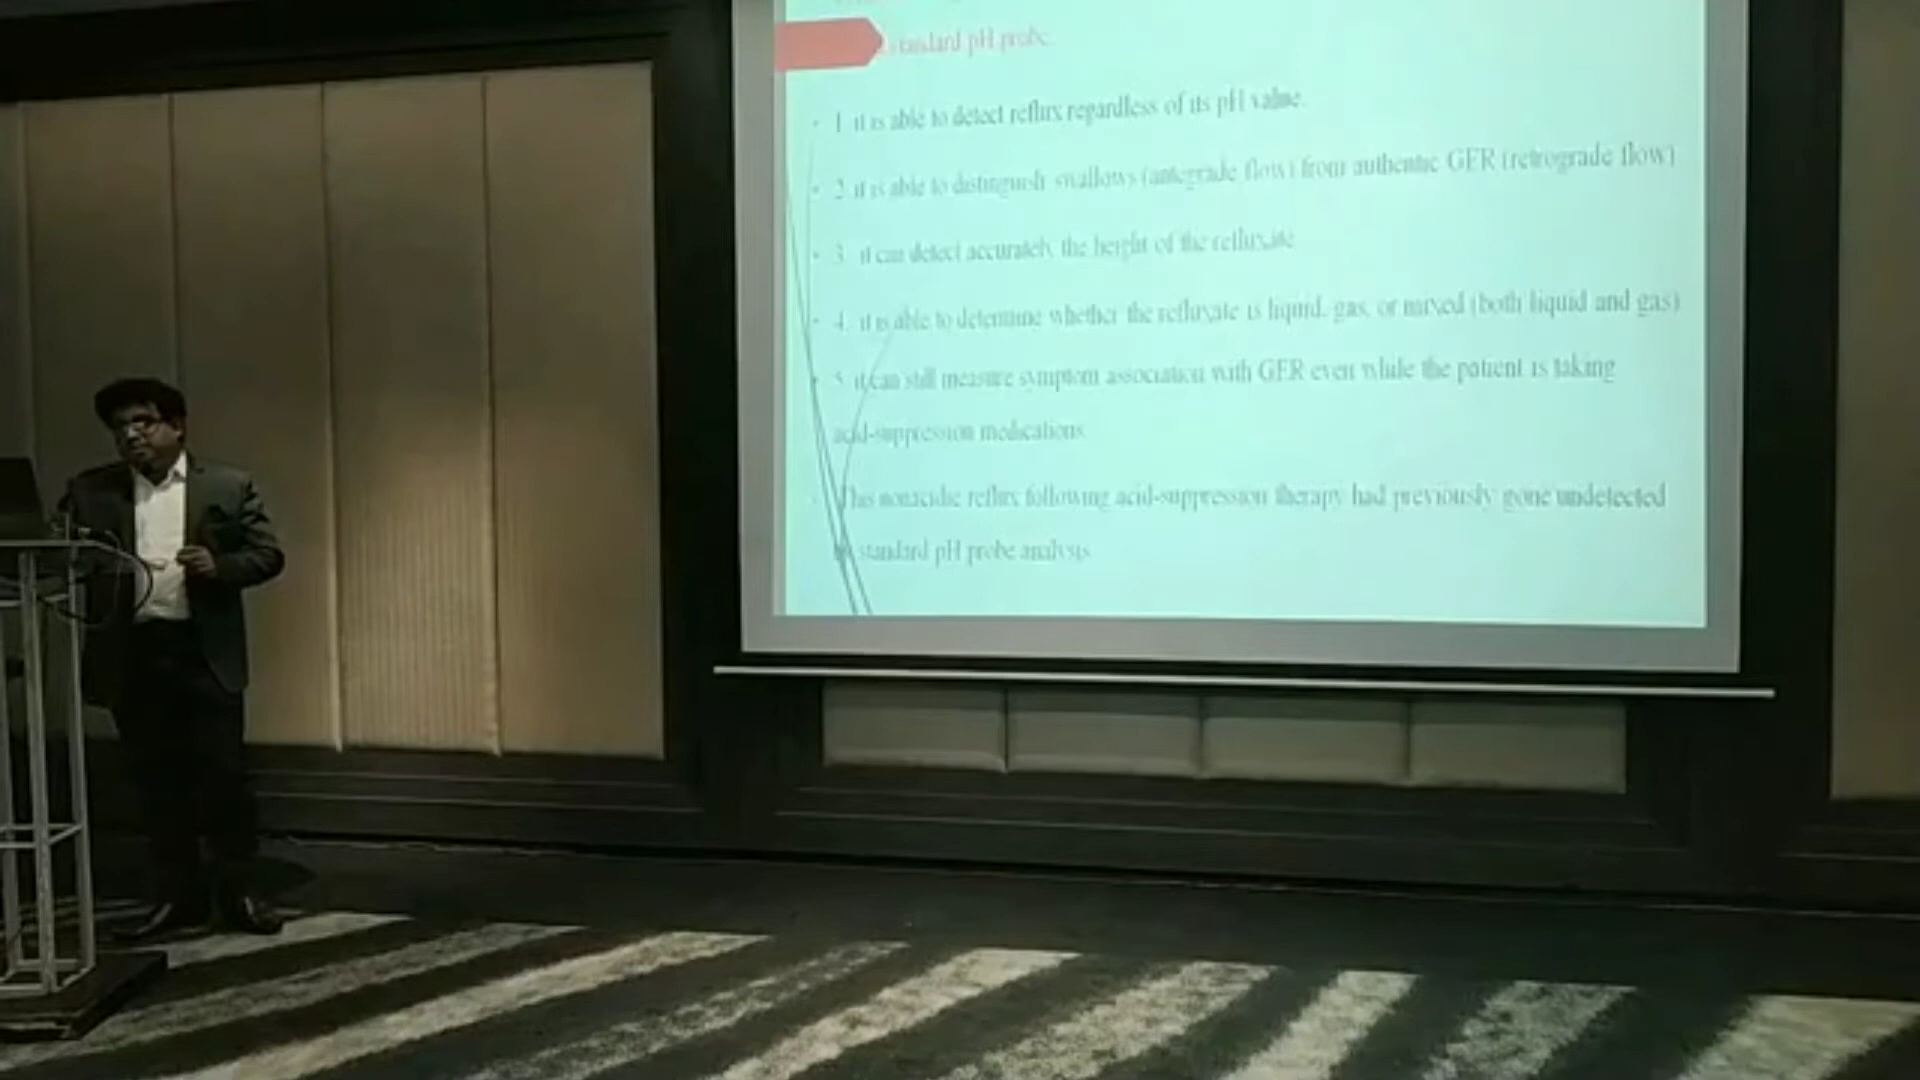 standard pH probe.
1. it is able to detect reflux regardless of its pH value.
2. it is able to distinguish swallows (antegrade flow) from authentic GER (retrograde flow)
3. it can detect accurately the height of the refluxate
4. it is able to determine whether the refluxate is liquid, gas, or mixed (both liquid and gas)
5. it can still measure symptom association with GER even while the patient is taking
acid-suppression medications.
This nonacidic reflux following acid-suppression therapy had previously gone undetected
standard pH probe analysis